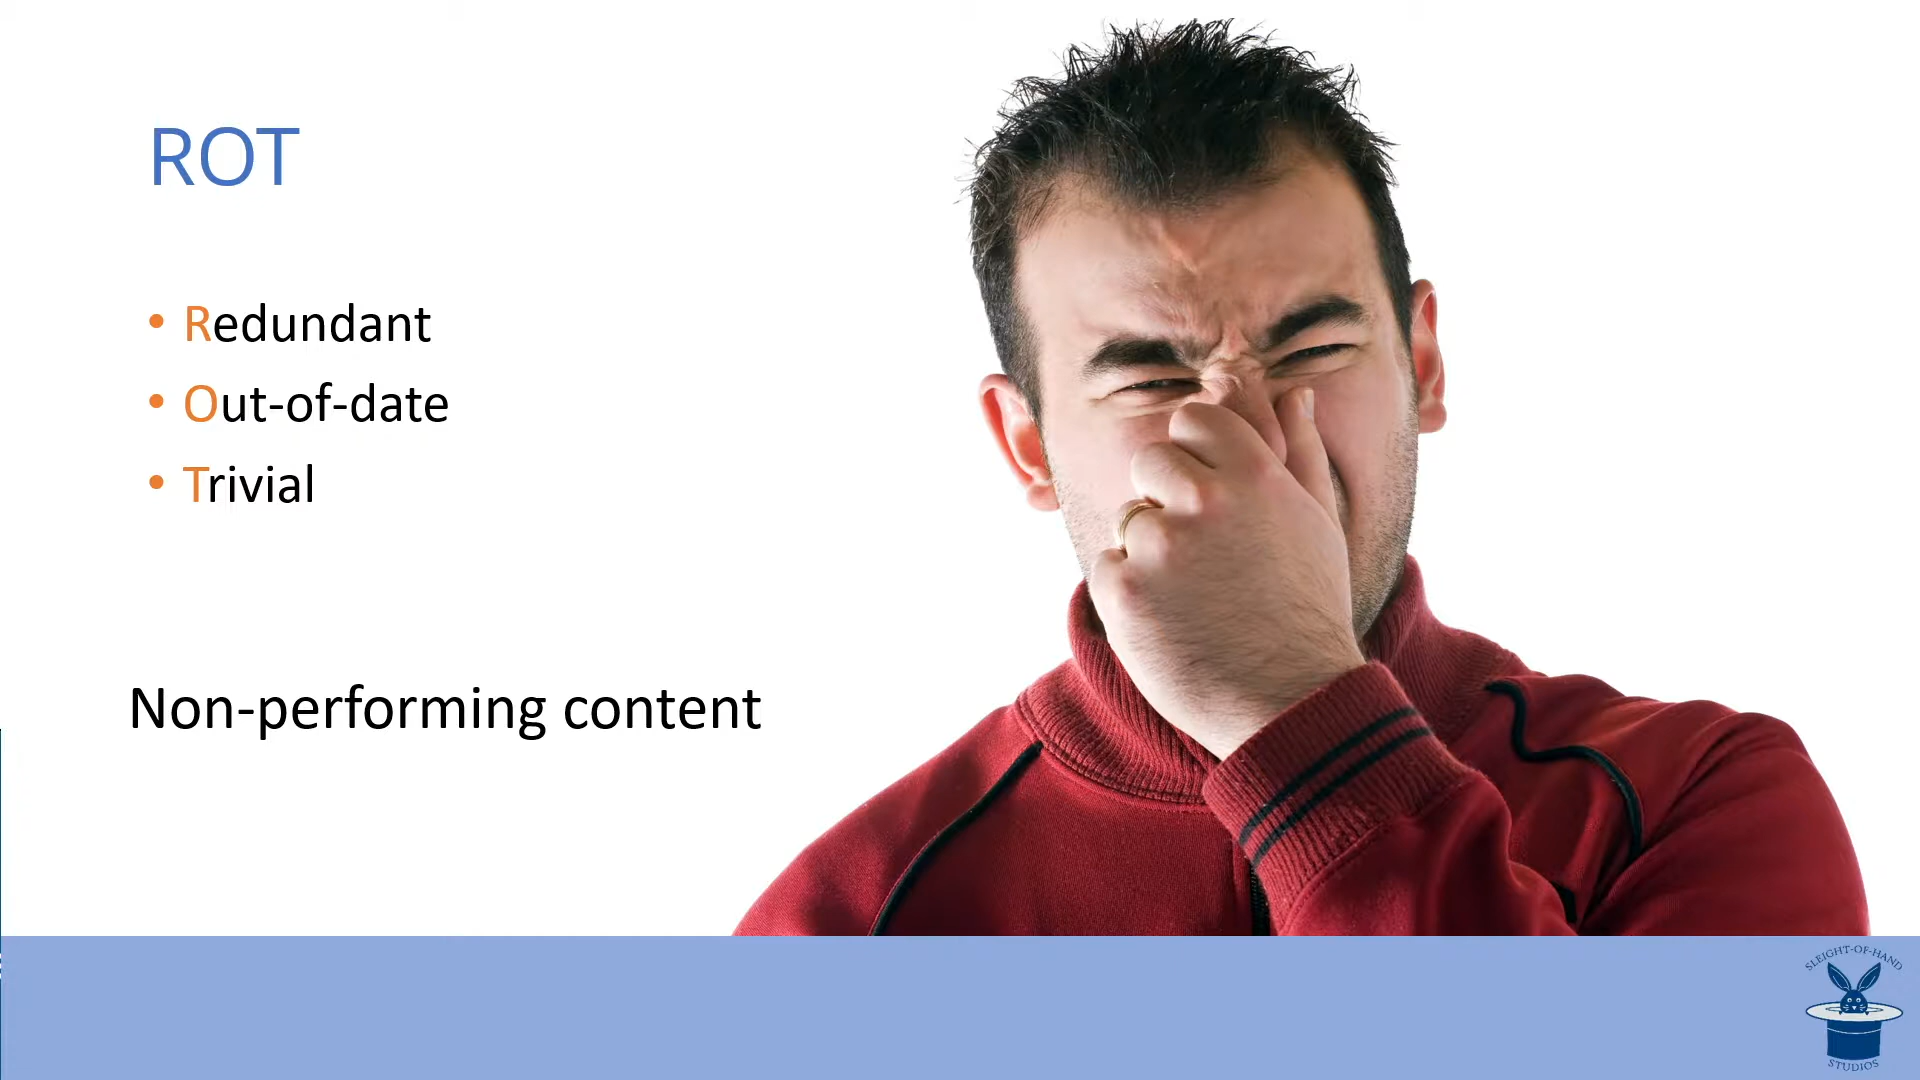 ROT
• Redundant
• Out-of-date
• Trivial
Non-performing content
SLEIGHT-OF-HAND
STUDIOS